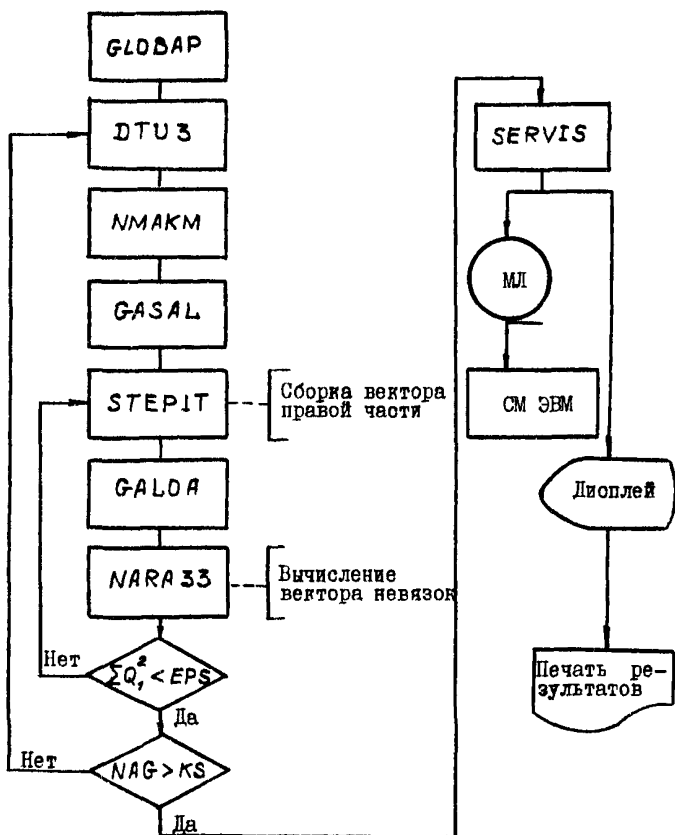 GLOBAP
DTU3
NMAKM
GASAL
STEPIT
Сборка вектора
правой части
GALOA
NARA33
Вычисление
вектора невязок
Нет
ΣQ₁² < EPS
Да
Нет
NAG > KS
Да
SERVIS
МЛ
СМ ЭВМ
Дисплей
Печать ре-
зультатов